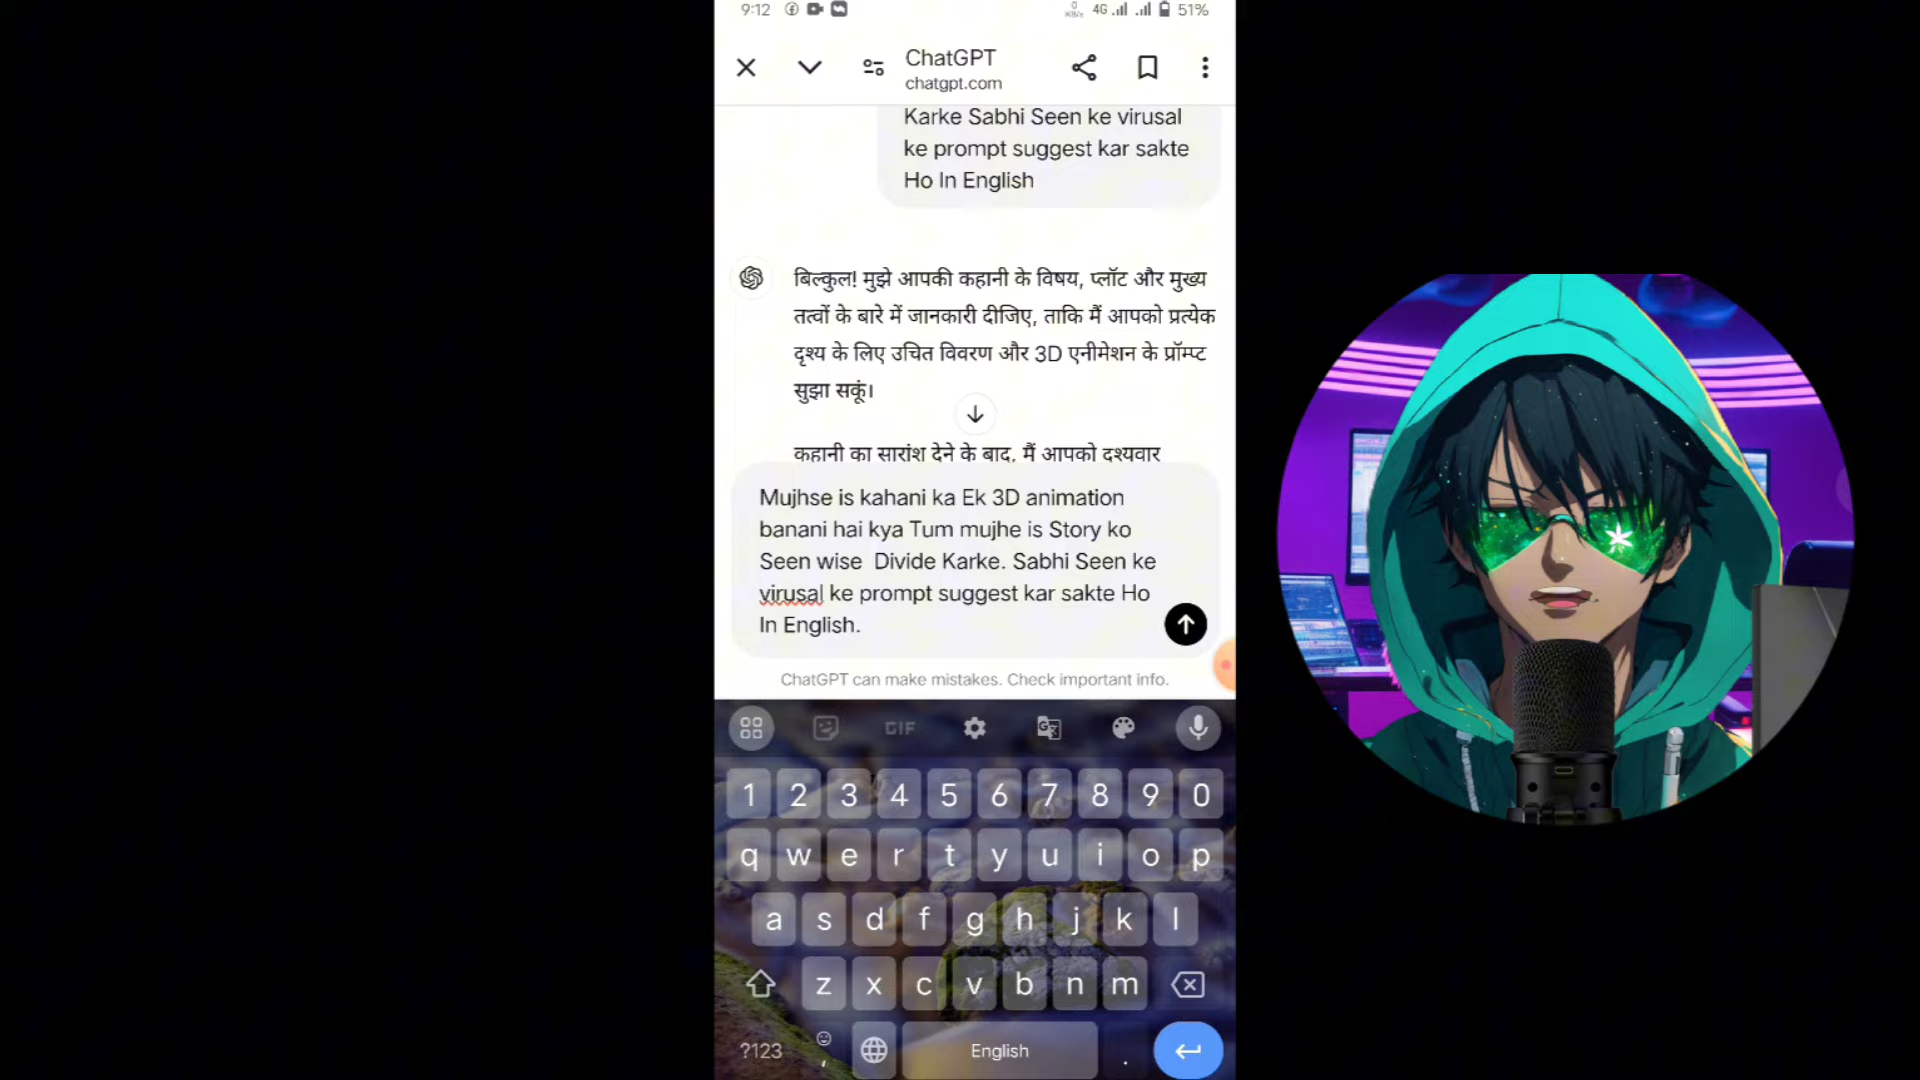 9:12
0
KB/s
4G
51%
ChatGPT
chatgpt.com
Karke Sabhi Seen ke virusal
ke prompt suggest kar sakte
Ho In English
बिल्कुल! मुझे आपकी कहानी के विषय, प्लॉट और मुख्य
तत्वों के बारे में जानकारी दीजिए, ताकि मैं आपको प्रत्येक
दृश्य के लिए उचित विवरण और 3D एनीमेशन के प्रॉम्प्ट
सुझा सकूं।
कहानी का सारांश देने के बाद, मैं आपको दृश्यवार
Mujhse is kahani ka Ek 3D animation
banani hai kya Tum mujhe is Story ko
Seen wise  Divide Karke. Sabhi Seen ke
virusal ke prompt suggest kar sakte Ho
In English.
ChatGPT can make mistakes. Check important info.
GIF
1 2 3 4 5 6 7 8 9 0
q w e r t y u i o p
a s d f g h j k l
z x c v b n m
?123 , English .